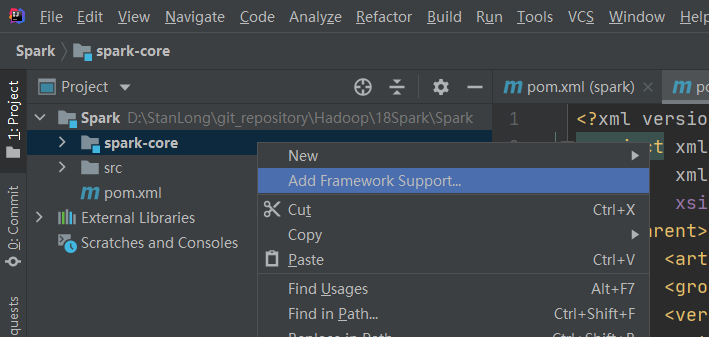 File Edit View Navigate Code Analyze Refactor Build Run Tools VCS Window Help
Spark spark-core
1: Project
Project
pom.xml (spark)
Spark D:\StanLong\git_repository\Hadoop\18Spark\Spark
1
<?xml versio
spark-core
xml
New
src
xml
Add Framework Support...
pom.xml
xsi
Cut Ctrl+X
External Libraries
Copy
arent>
Scratches and Consoles
Paste Ctrl+V
<art
0: Commit
Find Usages Alt+F7
<gro
Find in Path... Ctrl+Shift+F
<ver
quests